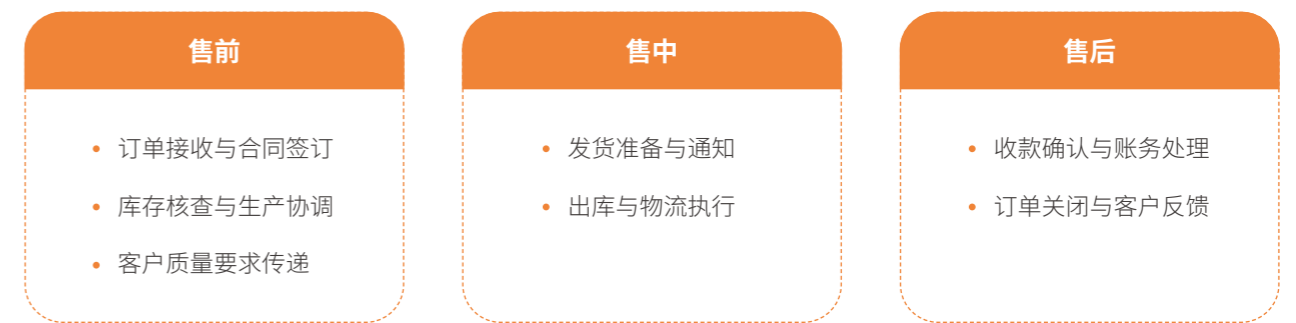 售前
订单接收与合同签订
库存核查与生产协调
客户质量要求传递
售中
发货准备与通知
出库与物流执行
售后
收款确认与账务处理
订单关闭与客户反馈